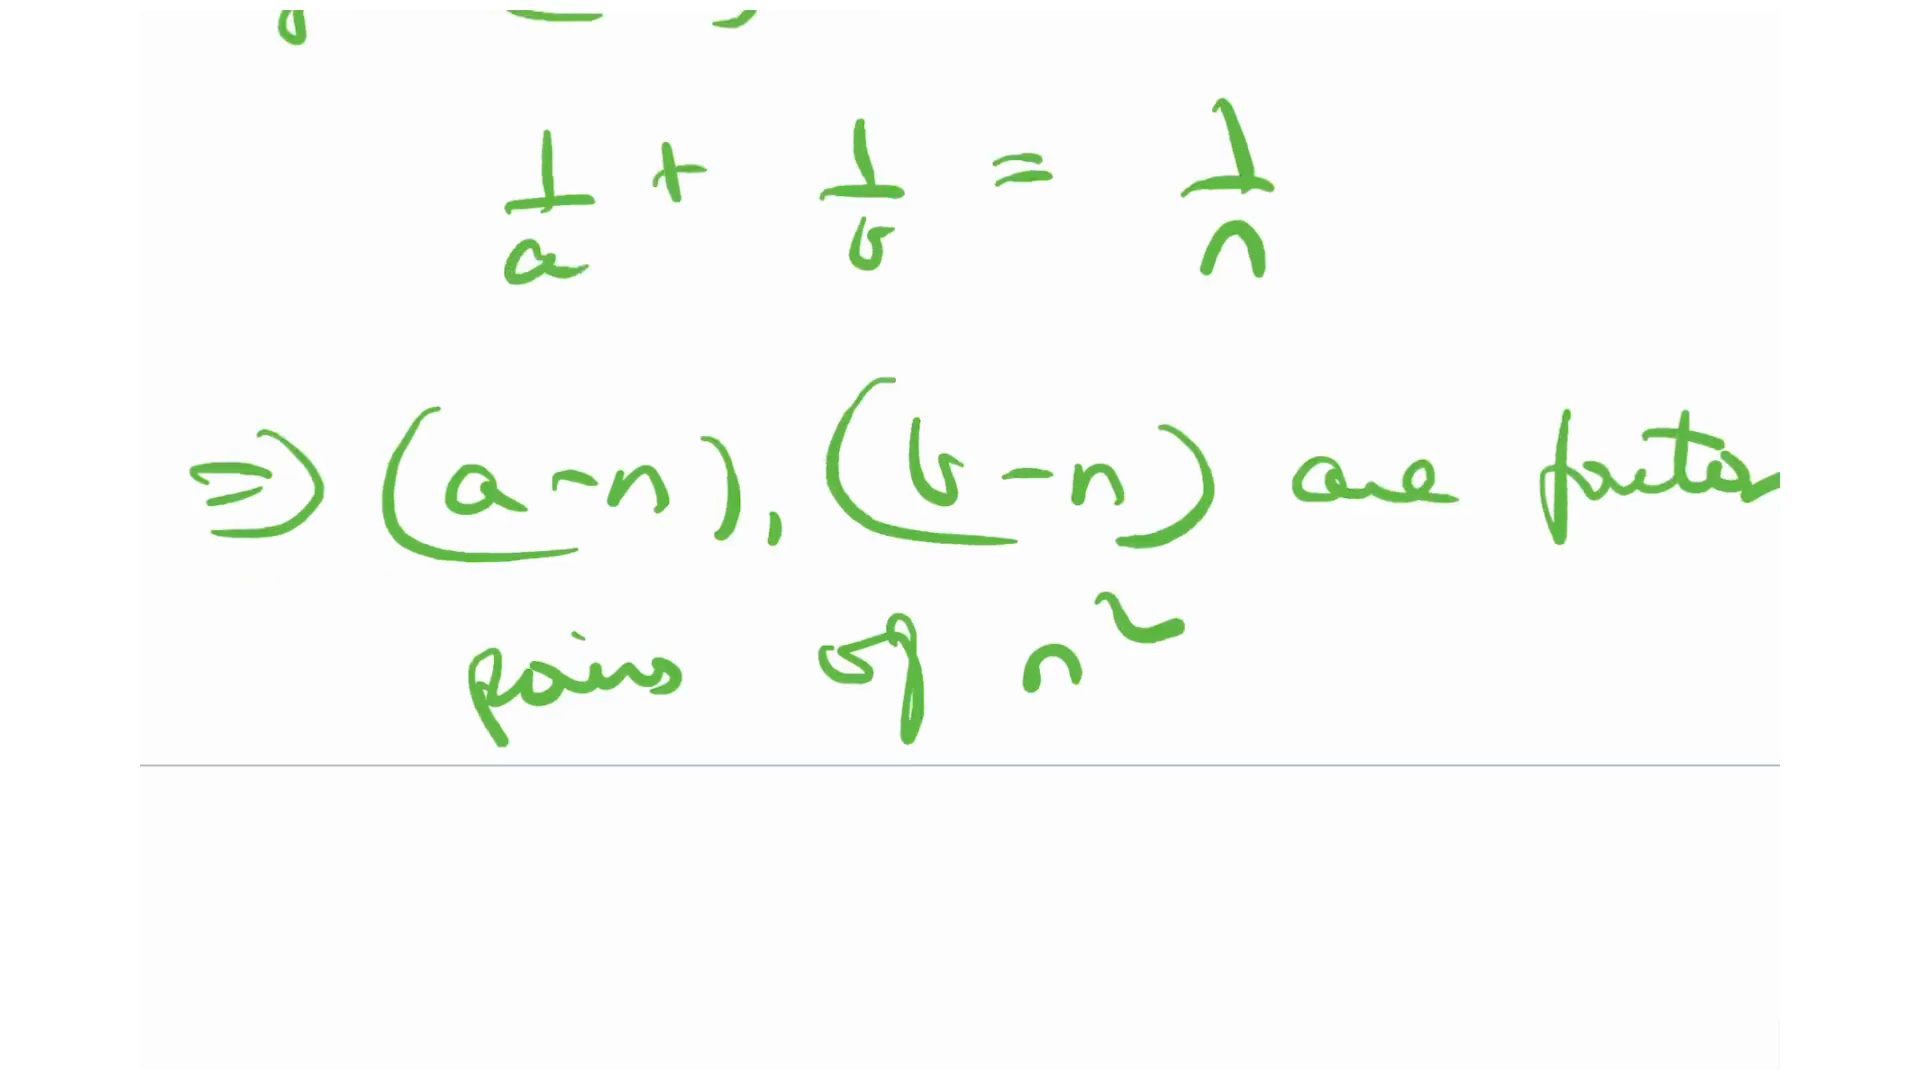 1/a + 1/b = 1/n
⇒ (a-n), (b-n) are factor
pairs of n²